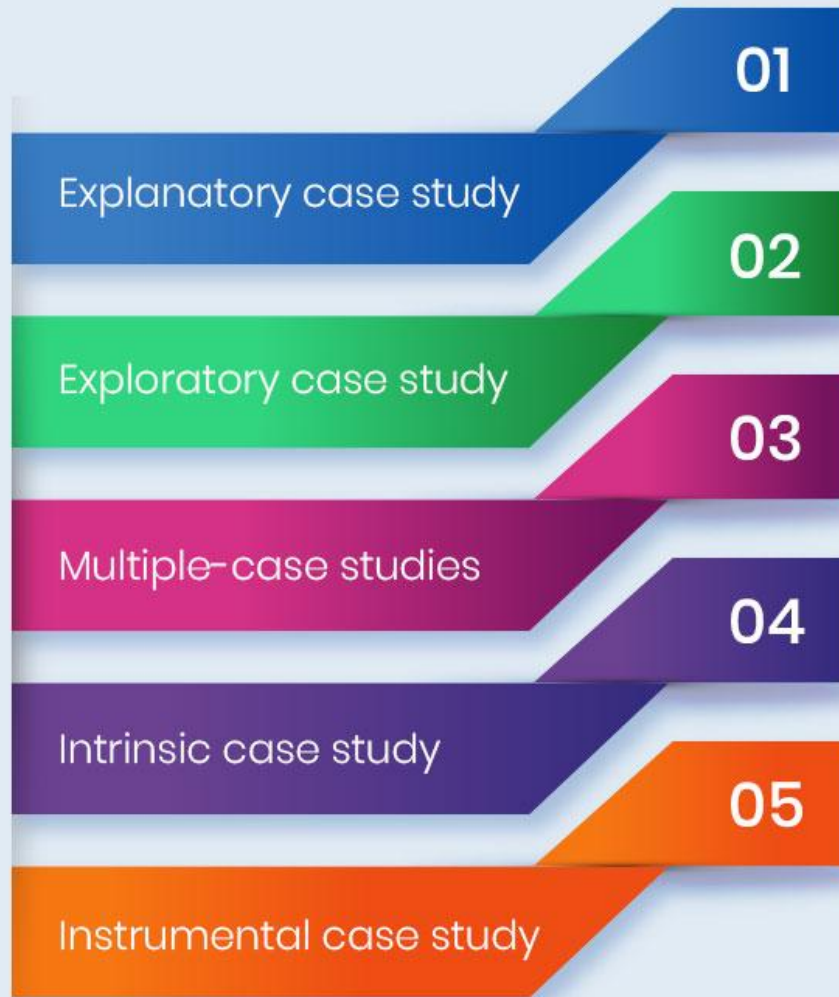 01
Explanatory case study
02
Exploratory case study
03
Multiple-case studies
04
Intrinsic case study
05
Instrumental case study